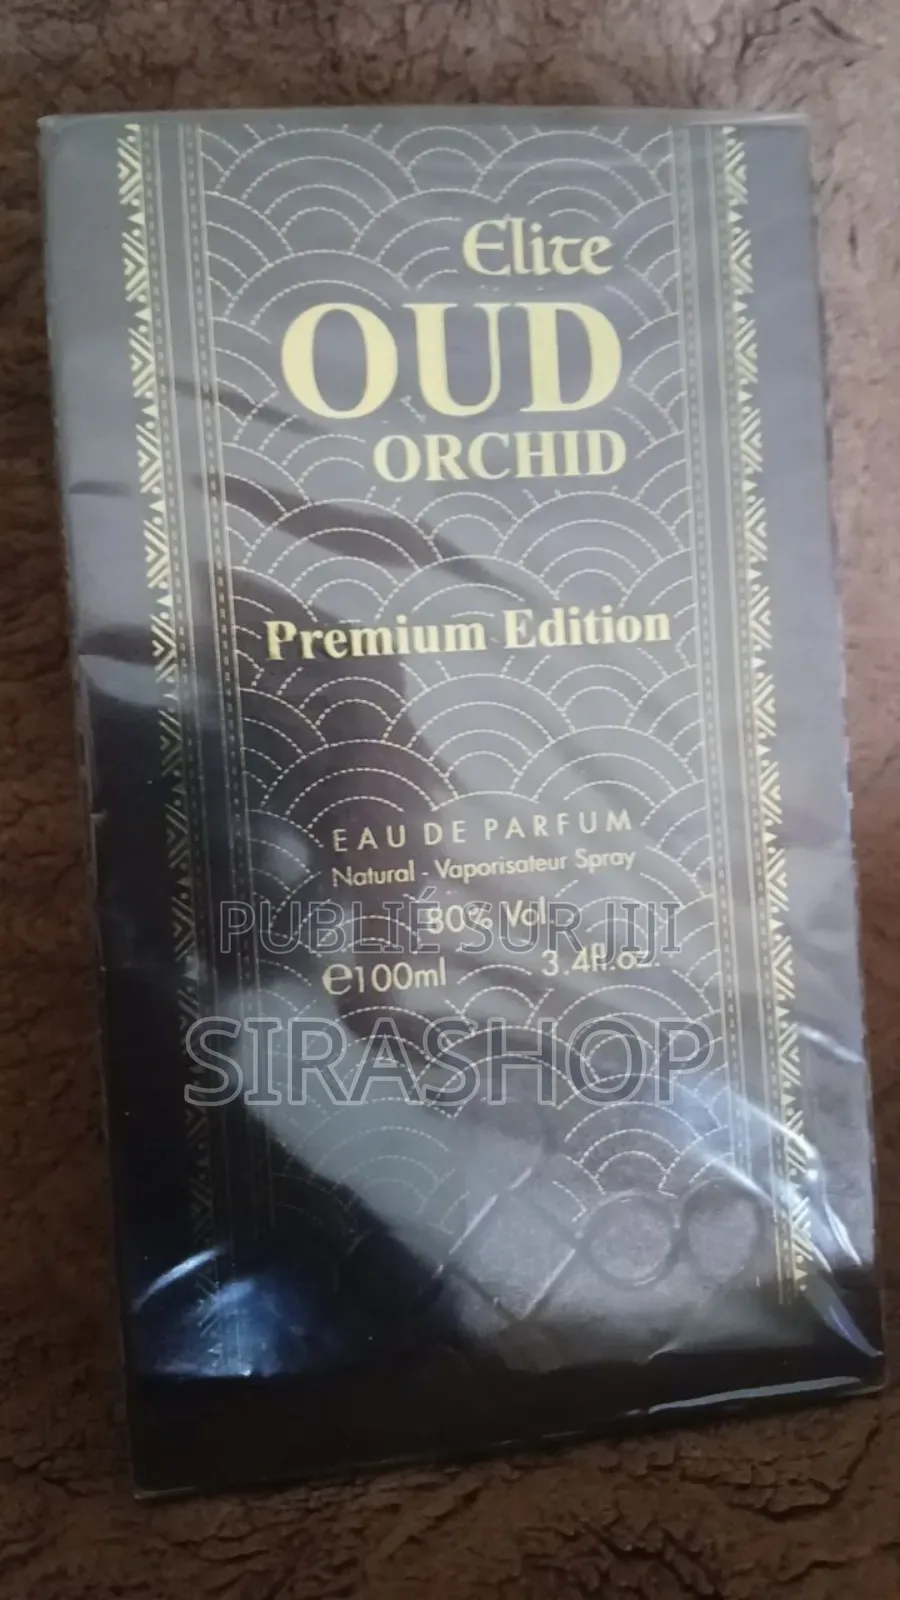 Elite
OUD
ORCHID
Premium Edition
EAU DE PARFUM
Natural - Vaporisateur Spray
80% Vol
PUBLIÉ SUR JIJI
℮100ml 3.4fl.oz.
SIRASHOP